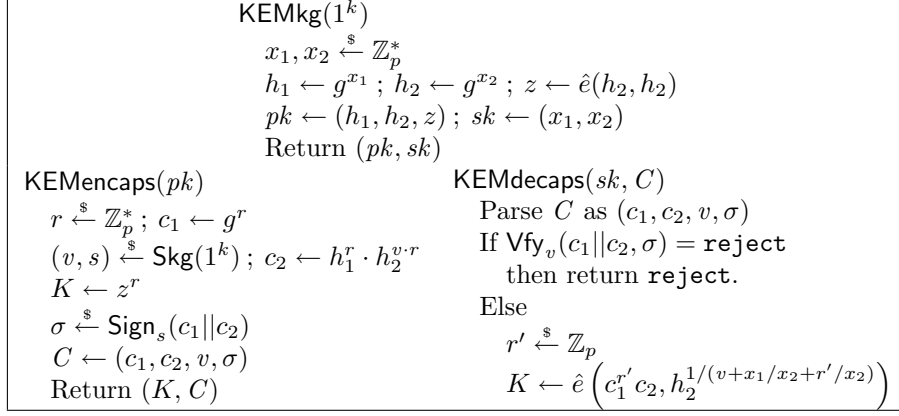 KEMkg(1^k)
x_1, x_2 ←$ ℤ_p^*
h_1 ← g^{x_1} ; h_2 ← g^{x_2} ; z ← ê(h_2, h_2)
pk ← (h_1, h_2, z) ; sk ← (x_1, x_2)
Return (pk, sk)
KEMencaps(pk)
r ←$ ℤ_p^* ; c_1 ← g^r
(v, s) ←$ Skg(1^k) ; c_2 ← h_1^r · h_2^{v·r}
K ← z^r
σ ←$ Sign_s(c_1||c_2)
C ← (c_1, c_2, v, σ)
Return (K, C)
KEMdecaps(sk, C)
Parse C as (c_1, c_2, v, σ)
If Vfy_v(c_1||c_2, σ) = reject
then return reject.
Else
r′ ←$ ℤ_p
K ← ê(c_1^{r′} c_2, h_2^{1/(v+x_1/x_2+r′/x_2)})